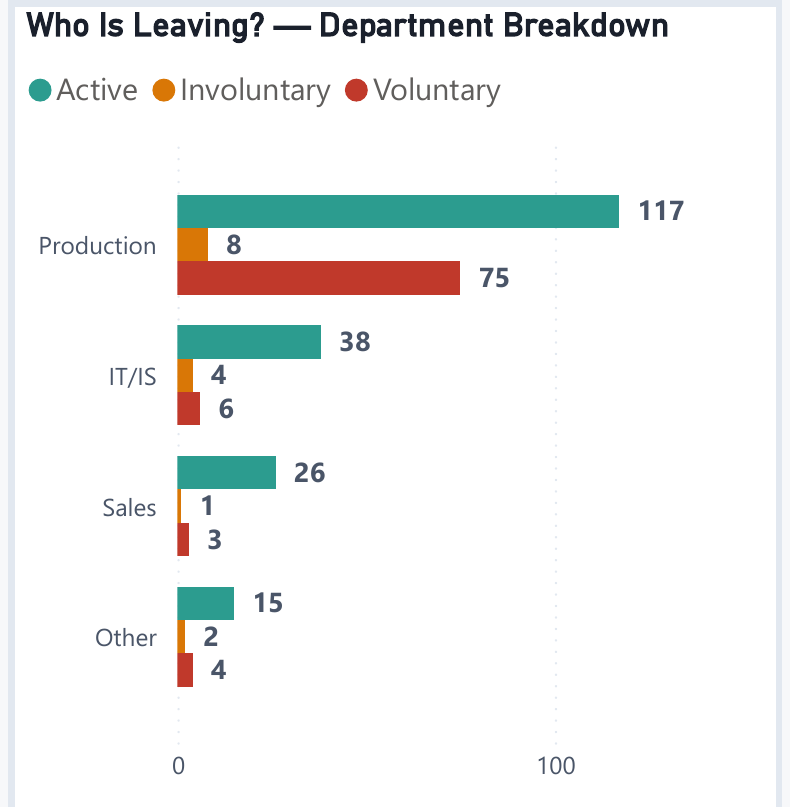 Who Is Leaving? — Department Breakdown
Active Involuntary Voluntary
117
Production 8
75
38
IT/IS 4
6
26
Sales 1
3
15
Other 2
4
0 100